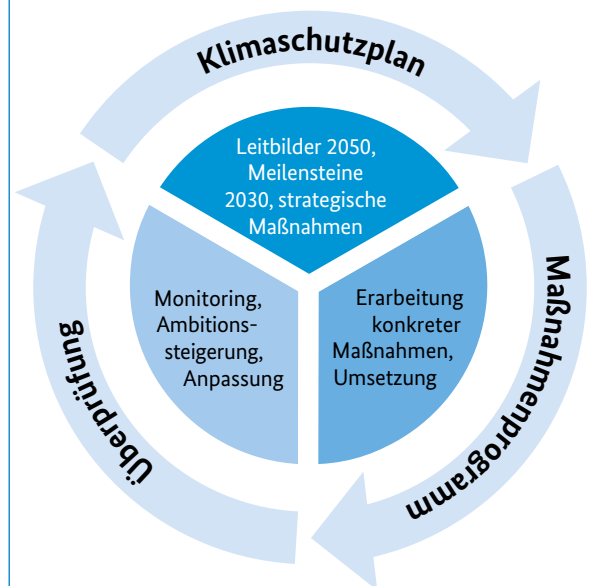 Klimaschutzplan
Leitbilder 2050,
Meilensteine
2030, strategische
Maßnahmen
Maßnahmenprogramm
Erarbeitung
konkreter
Maßnahmen,
Umsetzung
Überprüfung
Monitoring,
Ambitions-
steigerung,
Anpassung